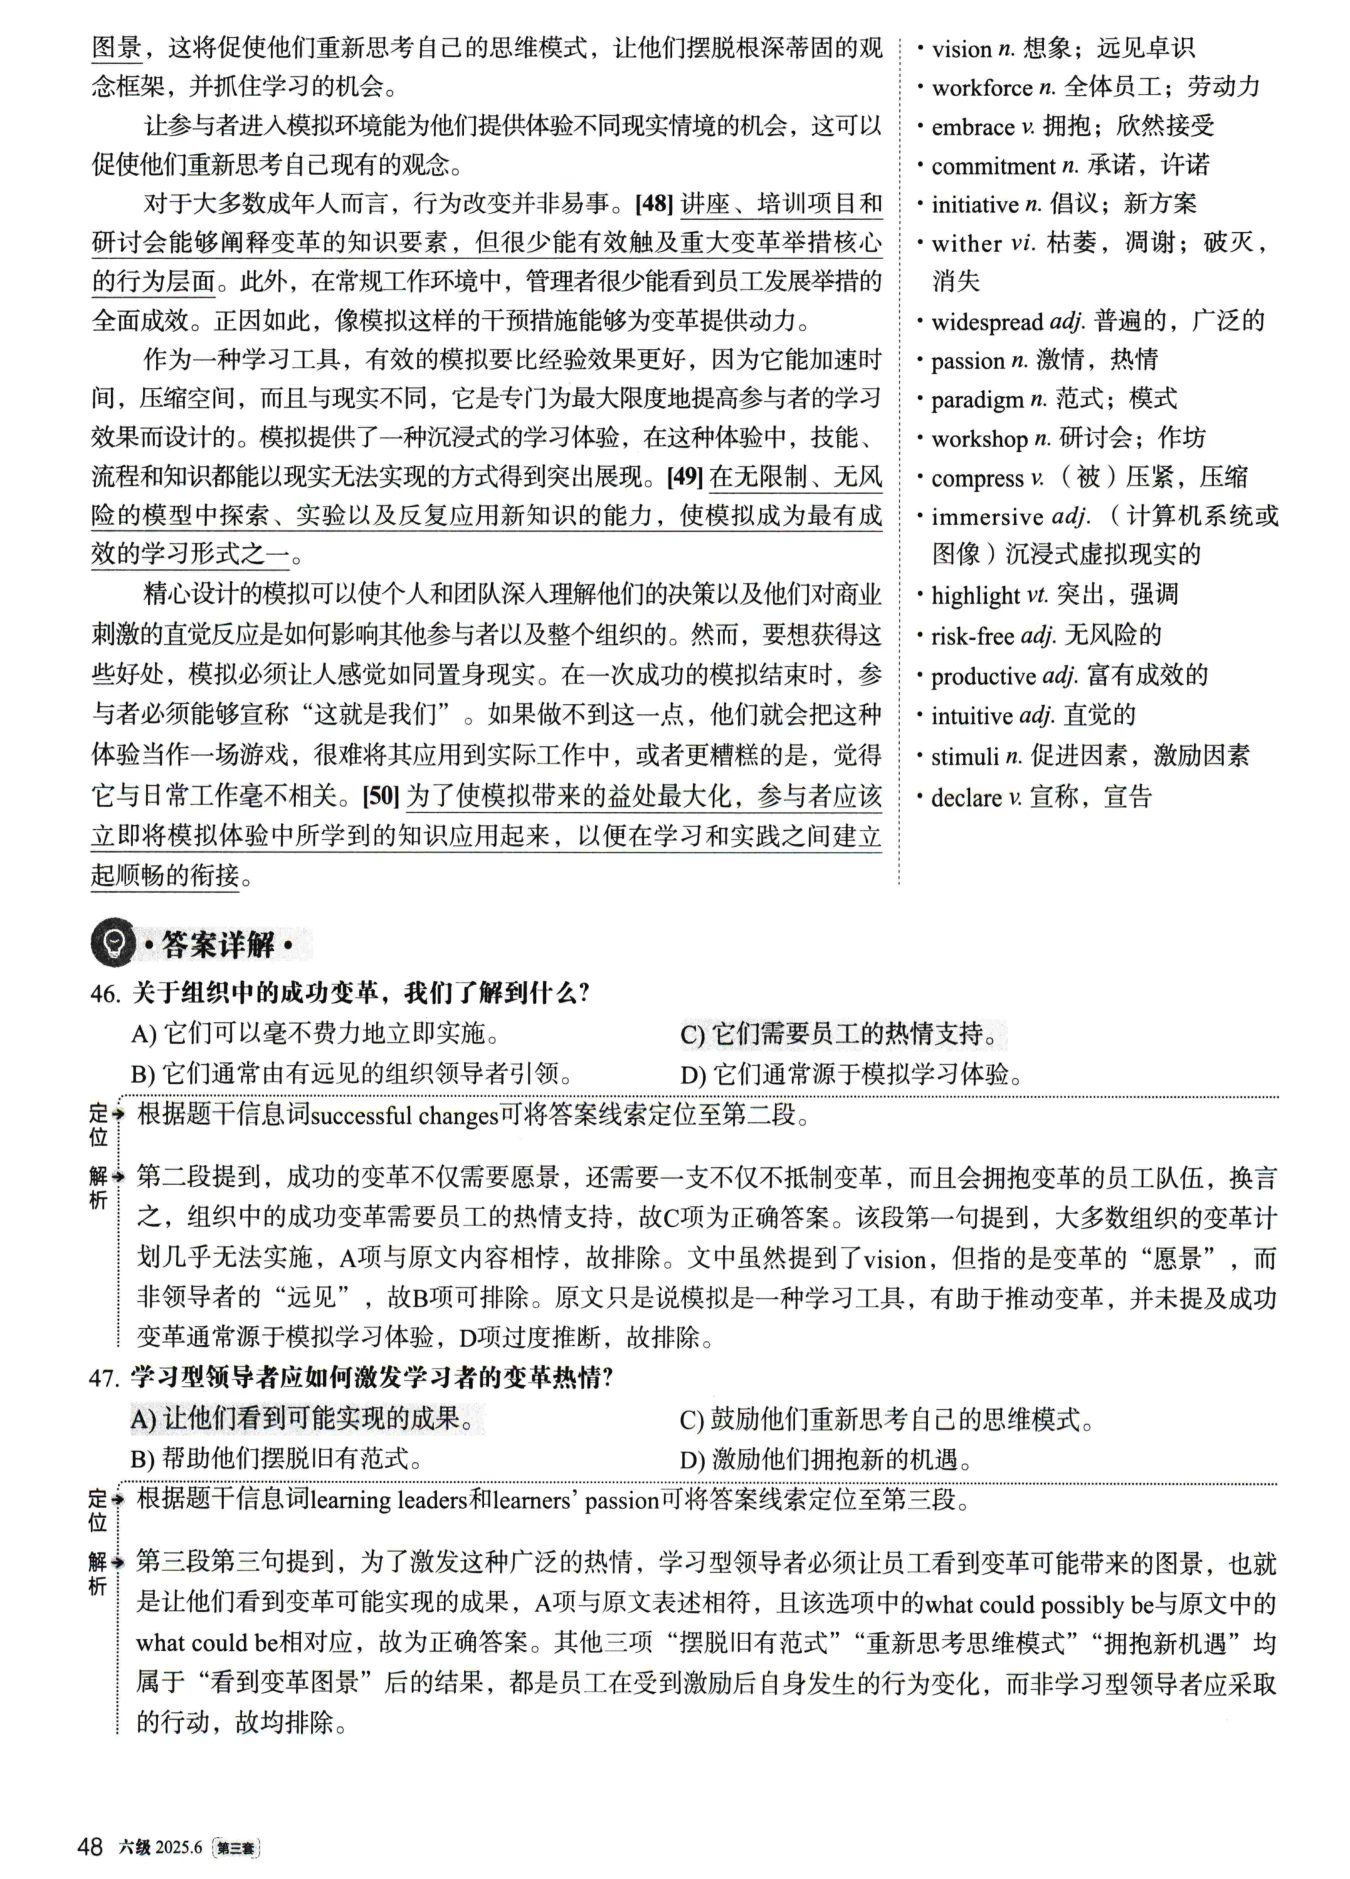 图景，这将促使他们重新思考自己的思维模式，让他们摆脱根深蒂固的观
念框架，并抓住学习的机会。
让参与者进入模拟环境能为他们提供体验不同现实情境的机会，这可以
促使他们重新思考自己现有的观念。
对于大多数成年人而言，行为改变并非易事。[48] 讲座、培训项目和
研讨会能够阐释变革的知识要素，但很少能有效触及重大变革举措核心
的行为层面。此外，在常规工作环境中，管理者很少能看到员工发展举措的
全面成效。正因如此，像模拟这样的干预措施能够为变革提供动力。
作为一种学习工具，有效的模拟要比经验效果更好，因为它能加速时
间，压缩空间，而且与现实不同，它是专门为最大限度地提高参与者的学习
效果而设计的。模拟提供了一种沉浸式的学习体验，在这种体验中，技能、
流程和知识都能以现实无法实现的方式得到突出展现。[49] 在无限制、无风
险的模型中探索、实验以及反复应用新知识的能力，使模拟成为最有成
效的学习形式之一。
精心设计的模拟可以使个人和团队深入理解他们的决策以及他们对商业
刺激的直觉反应是如何影响其他参与者以及整个组织的。然而，要想获得这
些好处，模拟必须让人感觉如同置身现实。在一次成功的模拟结束时，参
与者必须能够宣称“这就是我们”。如果做不到这一点，他们就会把这种
体验当作一场游戏，很难将其应用到实际工作中，或者更糟糕的是，觉得
它与日常工作毫不相关。[50] 为了使模拟带来的益处最大化，参与者应该
立即将模拟体验中所学到的知识应用起来，以便在学习和实践之间建立
起顺畅的衔接。
• vision n. 想象；远见卓识
• workforce n. 全体员工；劳动力
• embrace v. 拥抱；欣然接受
• commitment n. 承诺，许诺
• initiative n. 倡议；新方案
• wither vi. 枯萎，凋谢；破灭，
消失
• widespread adj. 普遍的，广泛的
• passion n. 激情，热情
• paradigm n. 范式；模式
• workshop n. 研讨会；作坊
• compress v. （被）压紧，压缩
• immersive adj. （计算机系统或
图像）沉浸式虚拟现实的
• highlight vt. 突出，强调
• risk-free adj. 无风险的
• productive adj. 富有成效的
• intuitive adj. 直觉的
• stimuli n. 促进因素，激励因素
• declare v. 宣称，宣告
• 答案详解 •
46. 关于组织中的成功变革，我们了解到什么？
A) 它们可以毫不费力地立即实施。 C) 它们需要员工的热情支持。
B) 它们通常由有远见的组织领导者引领。 D) 它们通常源于模拟学习体验。
定位 根据题干信息词successful changes可将答案线索定位至第二段。
解析 第二段提到，成功的变革不仅需要愿景，还需要一支不仅不抵制变革，而且会拥抱变革的员工队伍，换言
之，组织中的成功变革需要员工的热情支持，故C项为正确答案。该段第一句提到，大多数组织的变革计
划几乎无法实施，A项与原文内容相悖，故排除。文中虽然提到了vision，但指的是变革的“愿景”，而
非领导者的“远见”，故B项可排除。原文只是说模拟是一种学习工具，有助于推动变革，并未提及成功
变革通常源于模拟学习体验，D项过度推断，故排除。
47. 学习型领导者应如何激发学习者的变革热情？
A) 让他们看到可能实现的成果。 C) 鼓励他们重新思考自己的思维模式。
B) 帮助他们摆脱旧有范式。 D) 激励他们拥抱新的机遇。
定位 根据题干信息词learning leaders和learners’ passion可将答案线索定位至第三段。
解析 第三段第三句提到，为了激发这种广泛的热情，学习型领导者必须让员工看到变革可能带来的图景，也就
是让他们看到变革可能实现的成果，A项与原文表述相符，且该选项中的what could possibly be与原文中的
what could be相对应，故为正确答案。其他三项“摆脱旧有范式”“重新思考思维模式”“拥抱新机遇”均
属于“看到变革图景”后的结果，都是员工在受到激励后自身发生的行为变化，而非学习型领导者应采取
的行动，故均排除。
48 六级 2025.6 第三套